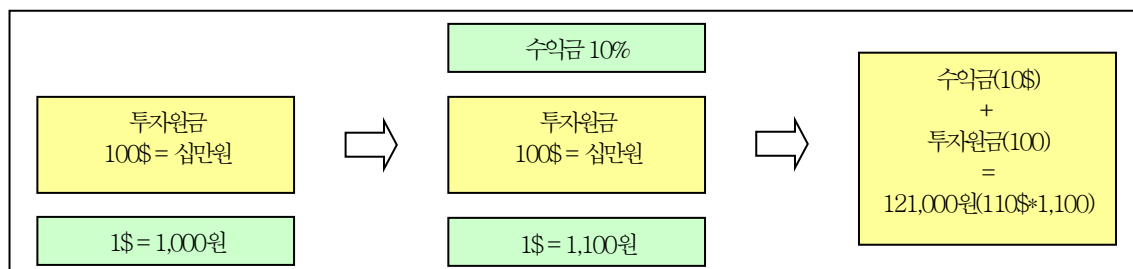 투자원금
100$ = 십만원
1$ = 1,000원
수익금 10%
투자원금
100$ = 십만원
1$ = 1,100원
수익금(10$)
+
투자원금(100)
=
121,000원(110$*1,100)